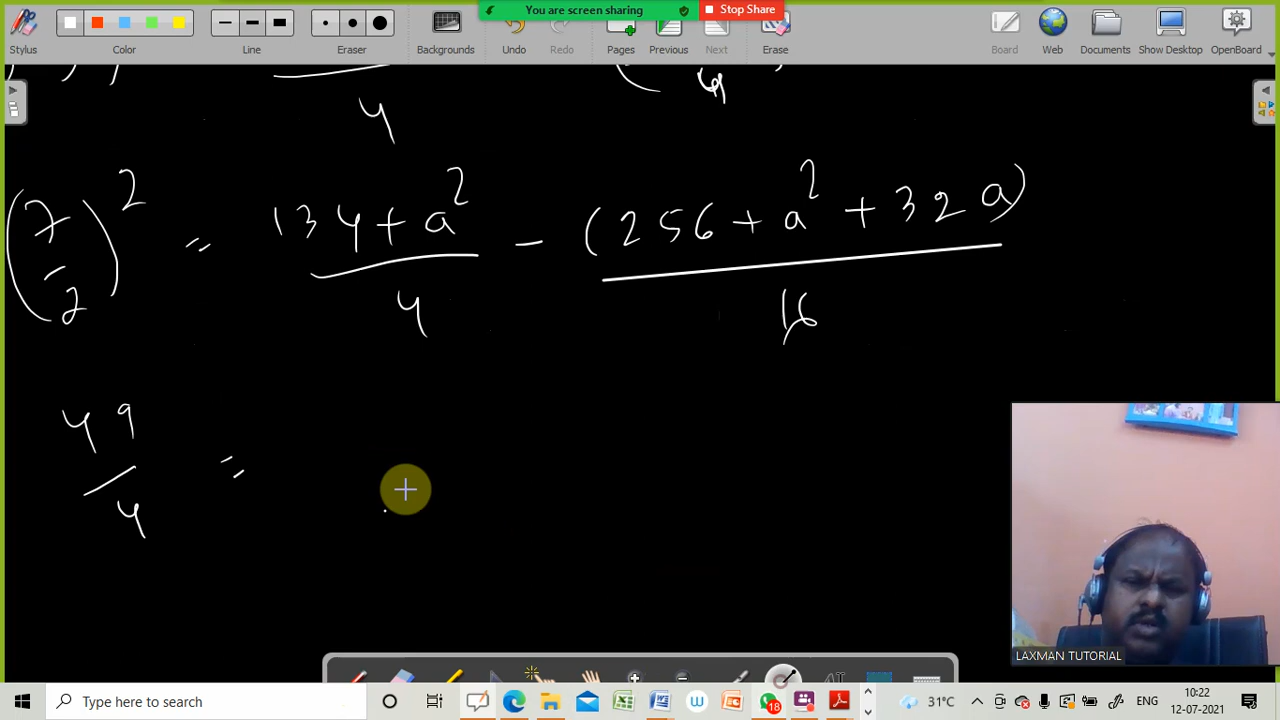 You are screen sharing Stop Share
Stylus Color Line Eraser Backgrounds Undo Redo Pages Previous Next Erase Board Web Documents Show Desktop OpenBoard
4 4
(7/2)² = (134 + a²)/4 - (256 + a² + 32a)/16
49/4 =
LAXMAN TUTORIAL
Type here to search
18
31°C
10:22
12-07-2021